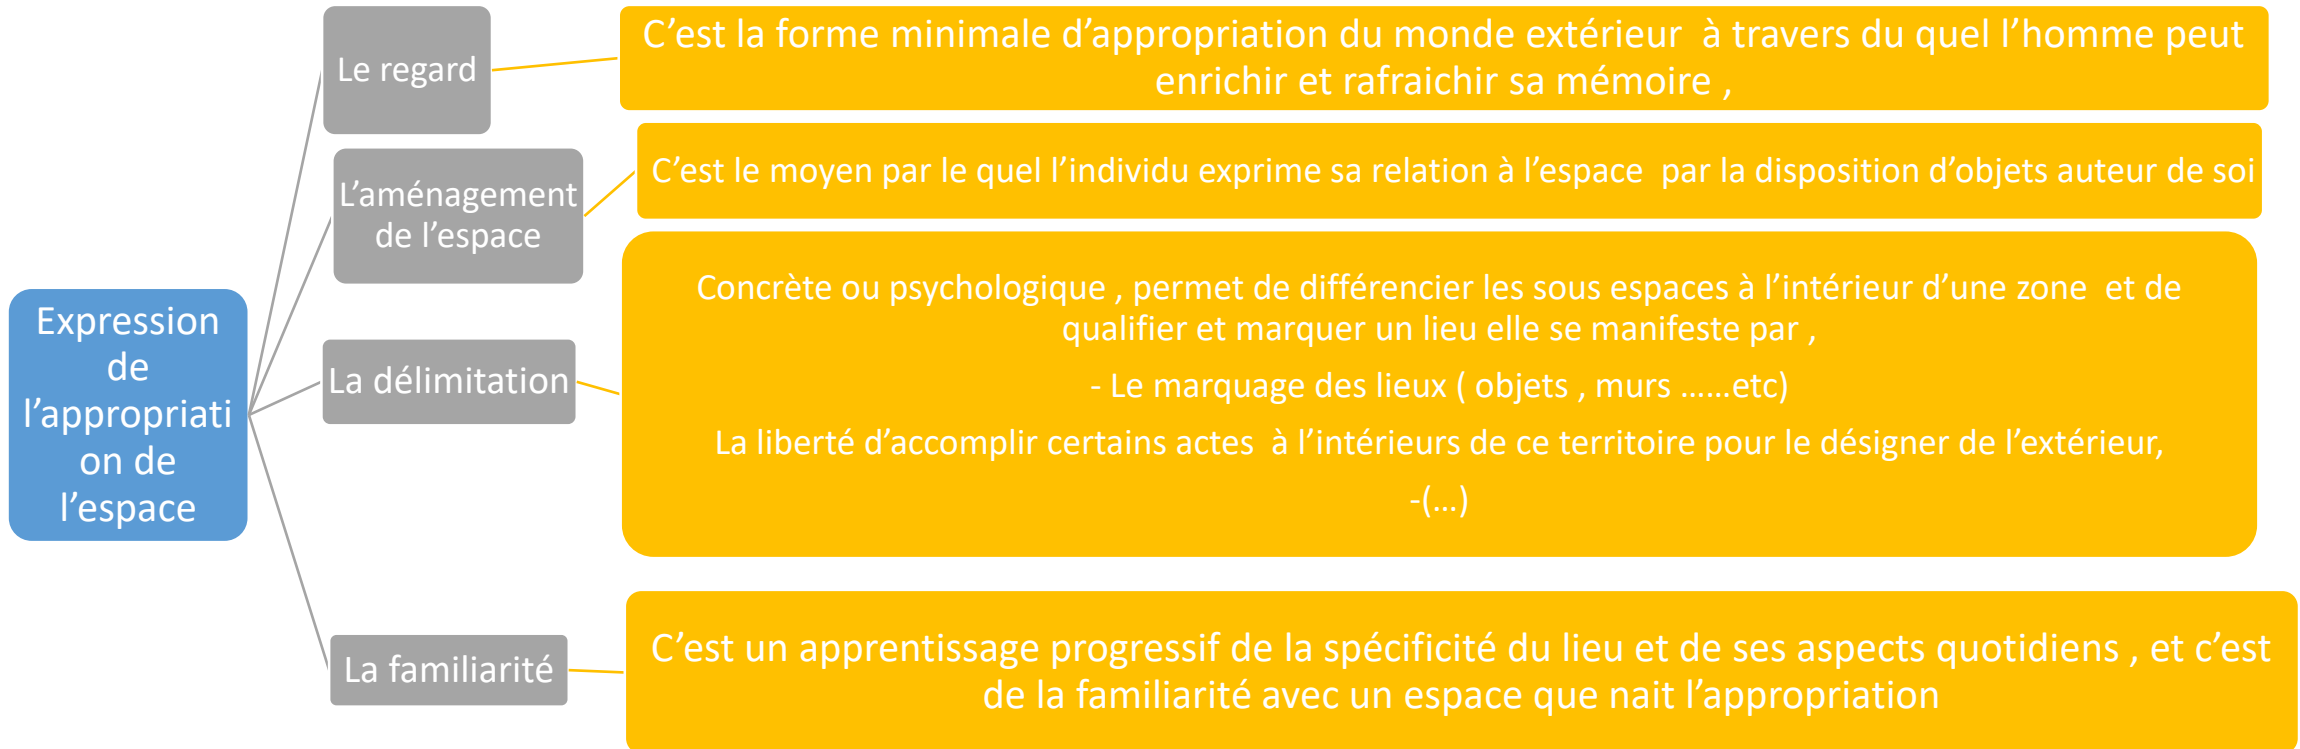 Expression
de
l’appropriati
on de
l’espace
Le regard
C’est la forme minimale d’appropriation du monde extérieur à travers du quel l’homme peut
enrichir et rafraichir sa mémoire ,
L’aménagement
de l’espace
C’est le moyen par le quel l’individu exprime sa relation à l’espace par la disposition d’objets auteur de soi
La délimitation
Concrète ou psychologique , permet de différencier les sous espaces à l’intérieur d’une zone et de
qualifier et marquer un lieu elle se manifeste par ,
- Le marquage des lieux ( objets , murs ……etc)
La liberté d’accomplir certains actes à l’intérieurs de ce territoire pour le désigner de l’extérieur,
-(…)
La familiarité
C’est un apprentissage progressif de la spécificité du lieu et de ses aspects quotidiens , et c’est
de la familiarité avec un espace que nait l’appropriation